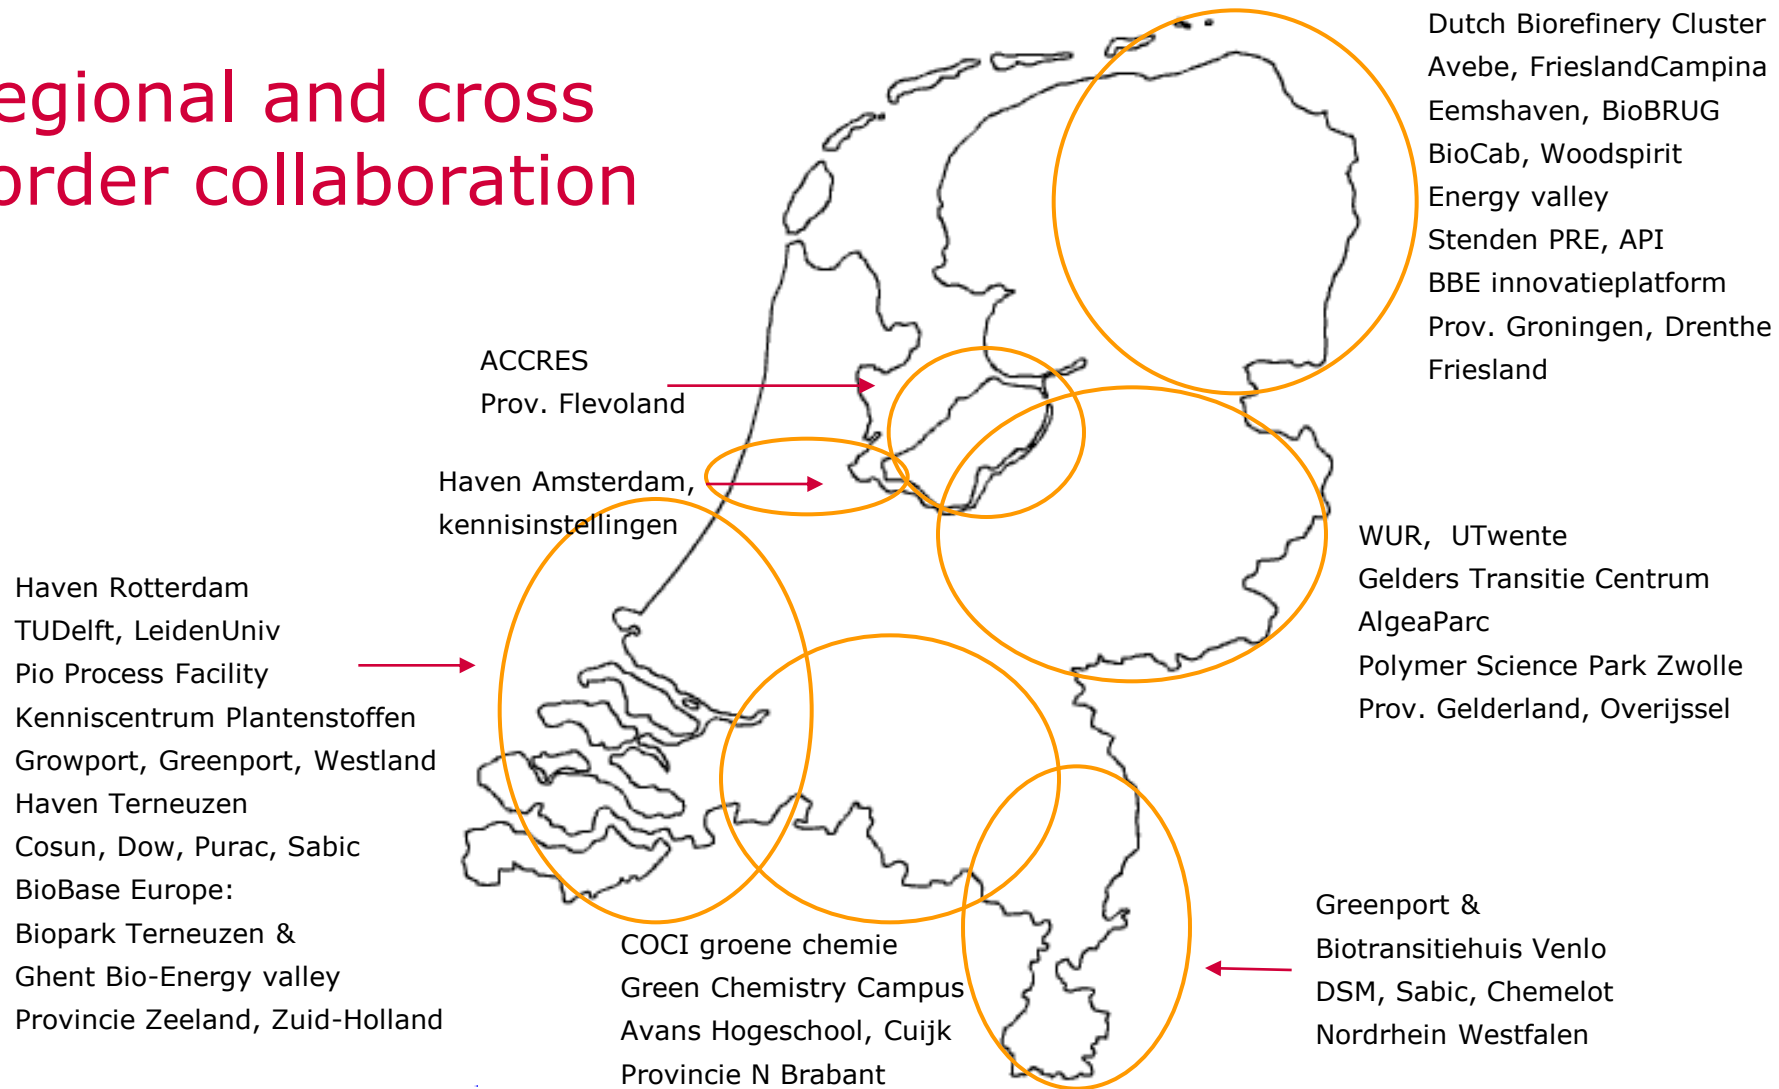 egional and cross
order collaboration
Dutch Biorefinery Cluster
Avebe, FrieslandCampina
Eemshaven, BioBRUG
BioCab, Woodspirit
Energy valley
Stenden PRE, API
BBE innovatieplatform
Prov. Groningen, Drenthe
Friesland
ACCRES
Prov. Flevoland
Haven Amsterdam,
kennisinstellingen
WUR, UTwente
Gelders Transitie Centrum
AlgeaParc
Polymer Science Park Zwolle
Prov. Gelderland, Overijssel
Haven Rotterdam
TUDelft, LeidenUniv
Pio Process Facility
Kenniscentrum Plantenstoffen
Growport, Greenport, Westland
Haven Terneuzen
Cosun, Dow, Purac, Sabic
BioBase Europe:
Biopark Terneuzen &
Ghent Bio-Energy valley
Provincie Zeeland, Zuid-Holland
COCI groene chemie
Green Chemistry Campus
Avans Hogeschool, Cuijk
Provincie N Brabant
Greenport &
Biotransitiehuis Venlo
DSM, Sabic, Chemelot
Nordrhein Westfalen